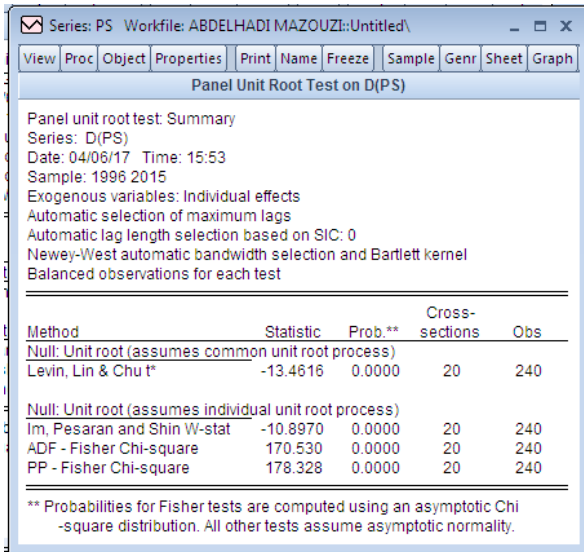 Series: PS Workfile: ABDELHADI MAZOUZI::Untitled\
View Proc Object Properties Print Name Freeze Sample Genr Sheet Graph
Panel Unit Root Test on D(PS)
Panel unit root test: Summary
Series: D(PS)
Date: 04/06/17 Time: 15:53
Sample: 1996 2015
Exogenous variables: Individual effects
Automatic selection of maximum lags
Automatic lag length selection based on SIC: 0
Newey-West automatic bandwidth selection and Bartlett kernel
Balanced observations for each test
Cross-
Method Statistic Prob.** sections Obs
Null: Unit root (assumes common unit root process)
Levin, Lin & Chu t* -13.4616 0.0000 20 240
Null: Unit root (assumes individual unit root process)
Im, Pesaran and Shin W-stat -10.8970 0.0000 20 240
ADF - Fisher Chi-square 170.530 0.0000 20 240
PP - Fisher Chi-square 178.328 0.0000 20 240
** Probabilities for Fisher tests are computed using an asymptotic Chi
-square distribution. All other tests assume asymptotic normality.